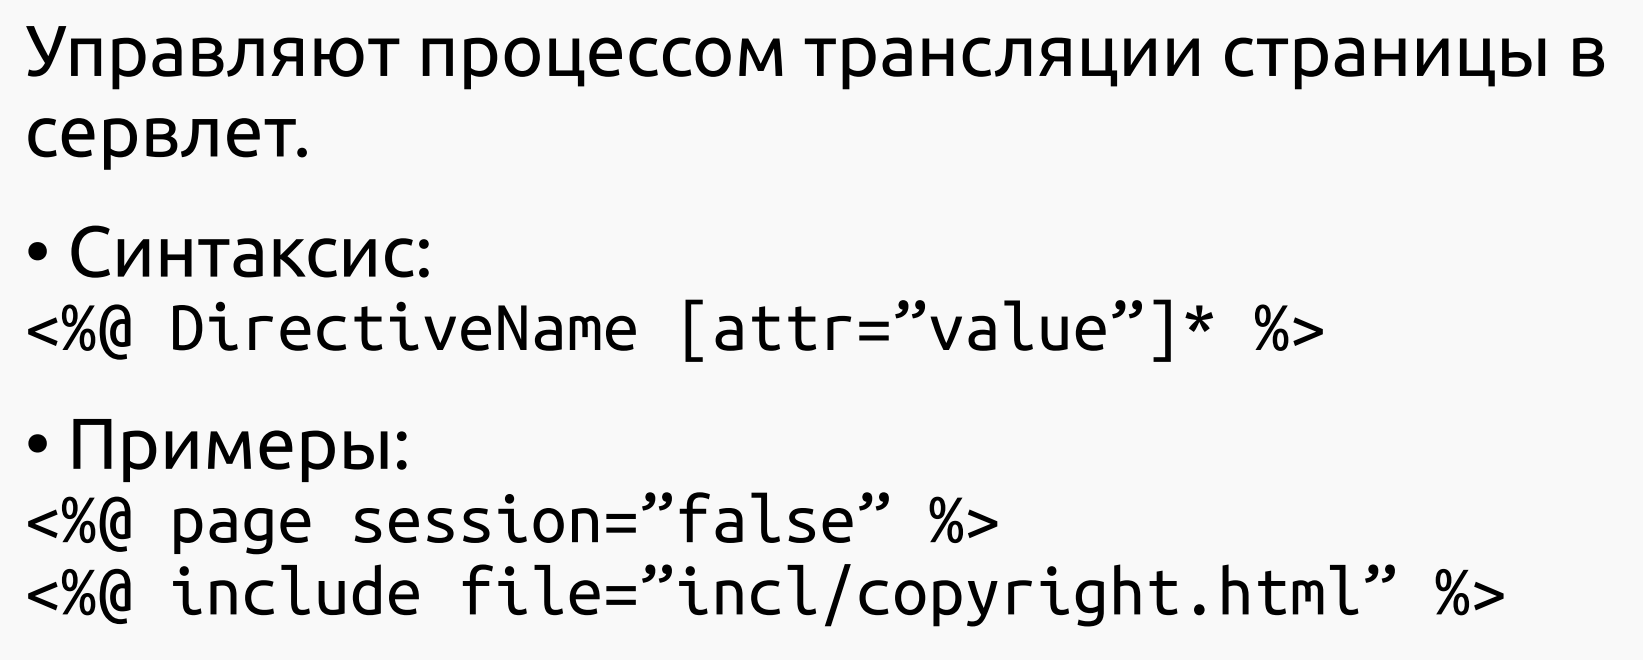 Управляют процессом трансляции страницы в
сервлет.
• Синтаксис:
<%@ DirectiveName [attr=”value”]* %>
• Примеры:
<%@ page session=”false” %>
<%@ include file=”incl/copyright.html” %>